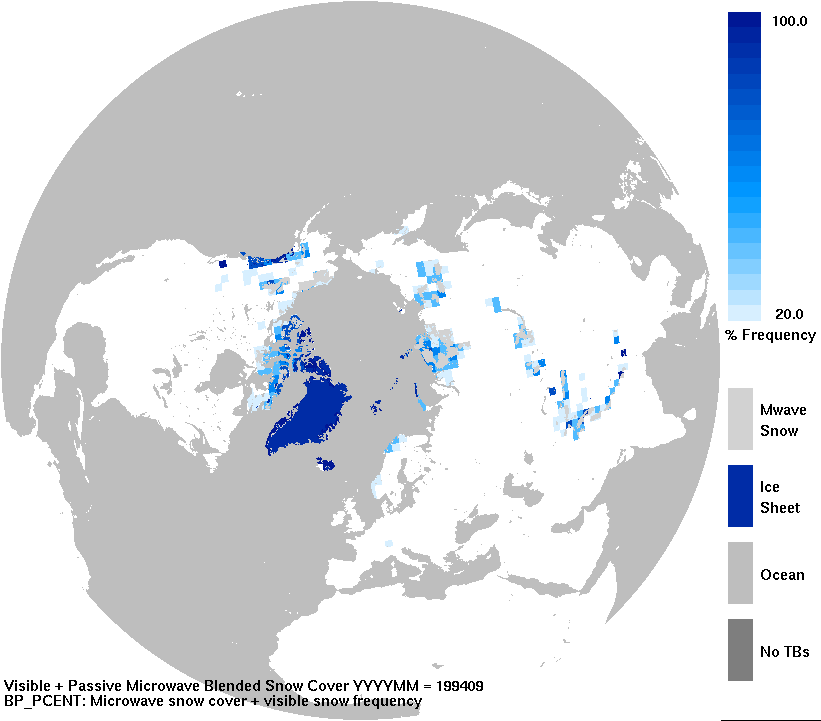 100.0
20.0
% Frequency
Mwave
Snow
Ice
Sheet
Ocean
No TBs
Visible + Passive Microwave Blended Snow Cover YYYYMM = 199409
BP_PCENT: Microwave snow cover + visible snow frequency